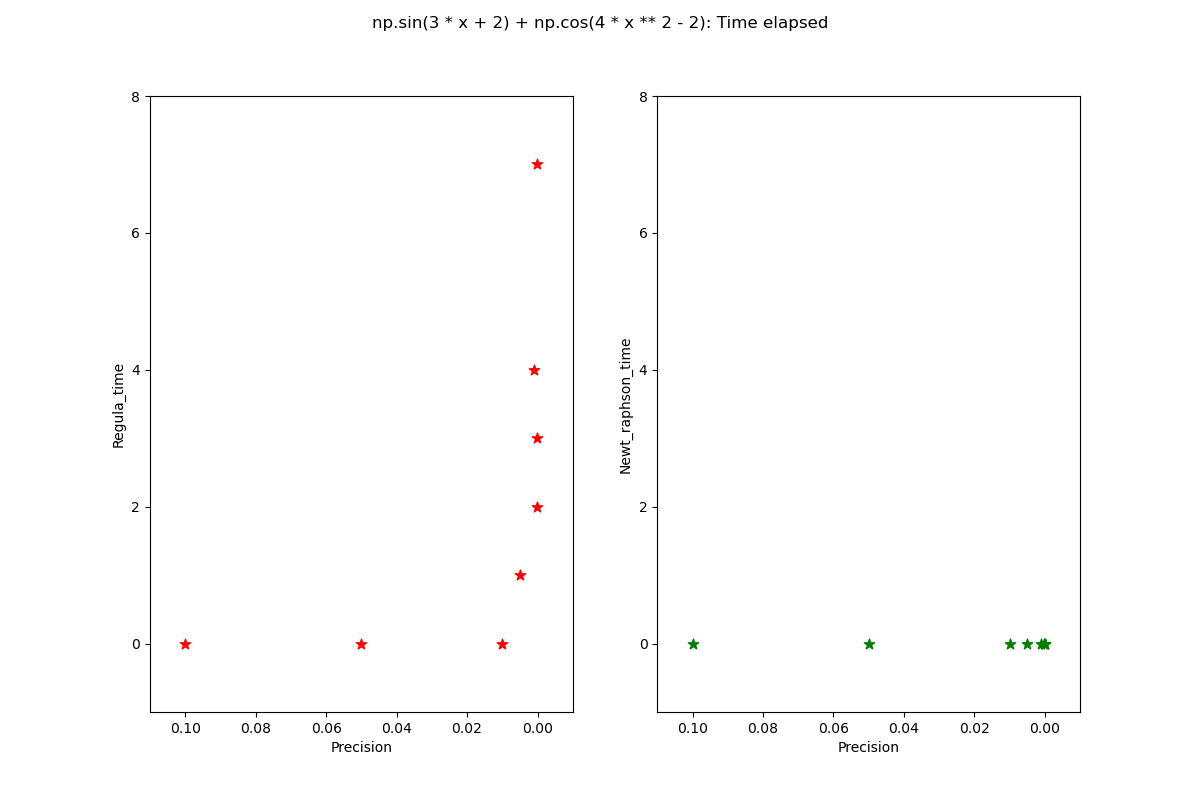 np.sin(3 * x + 2) + np.cos(4 * x ** 2 - 2): Time elapsed
8
6
4
2
0
Regula_time
0.10 0.08 0.06 0.04 0.02 0.00
Precision
8
6
4
2
0
Newt_raphson_time
0.10 0.08 0.06 0.04 0.02 0.00
Precision